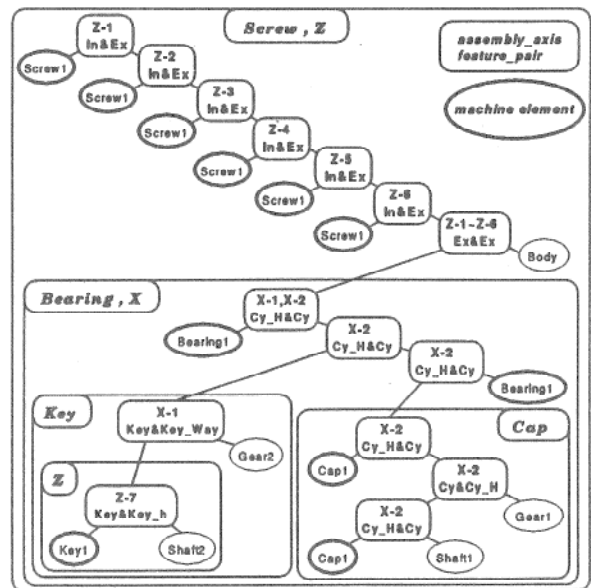 Screw, Z
Z-1
In&Ex
Screw1
assembly_axis
feature_pair
Z-2
In&Ex
Screw1
Z-3
In&Ex
Screw1
machine element
Z-4
In&Ex
Screw1
Z-5
In&Ex
Screw1
Z-6
In&Ex
Screw1
Z-1~Z-6
Ex&Ex
Body
Bearing, X
X-1,X-2
Cy_H&Cy
Bearing1
X-2
Cy_H&Cy
X-2
Cy_H&Cy
Bearing1
Key
X-1
Key&Key_Way
Gear2
Z
Z-7
Key&Key_h
Key1
Shaft2
Cap
X-2
Cy_H&Cy
Cap1
X-2
Cy&Cy_H
Gear1
X-2
Cy_H&Cy
Cap1
Shaft1